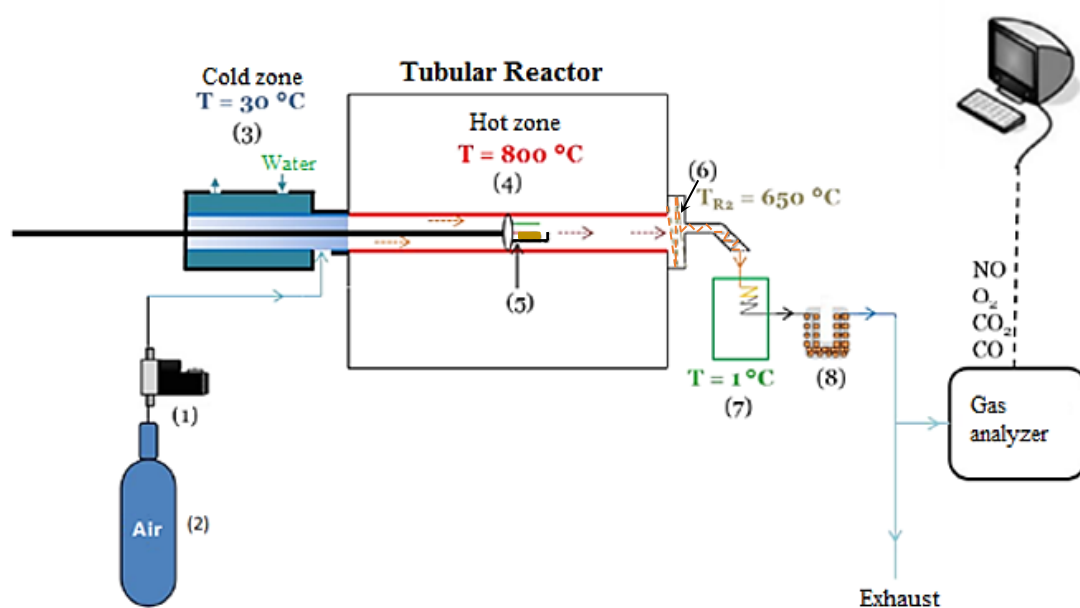 Tubular Reactor
Cold zone
T = 30 °C
(3)
Water
Hot zone
T = 800 °C
(4)
(5)
(6)
T_R2 = 650 °C
T = 1°C
(7)
(8)
(1)
(2)
Air
NO
O₂
CO₂
CO
Gas
analyzer
Exhaust